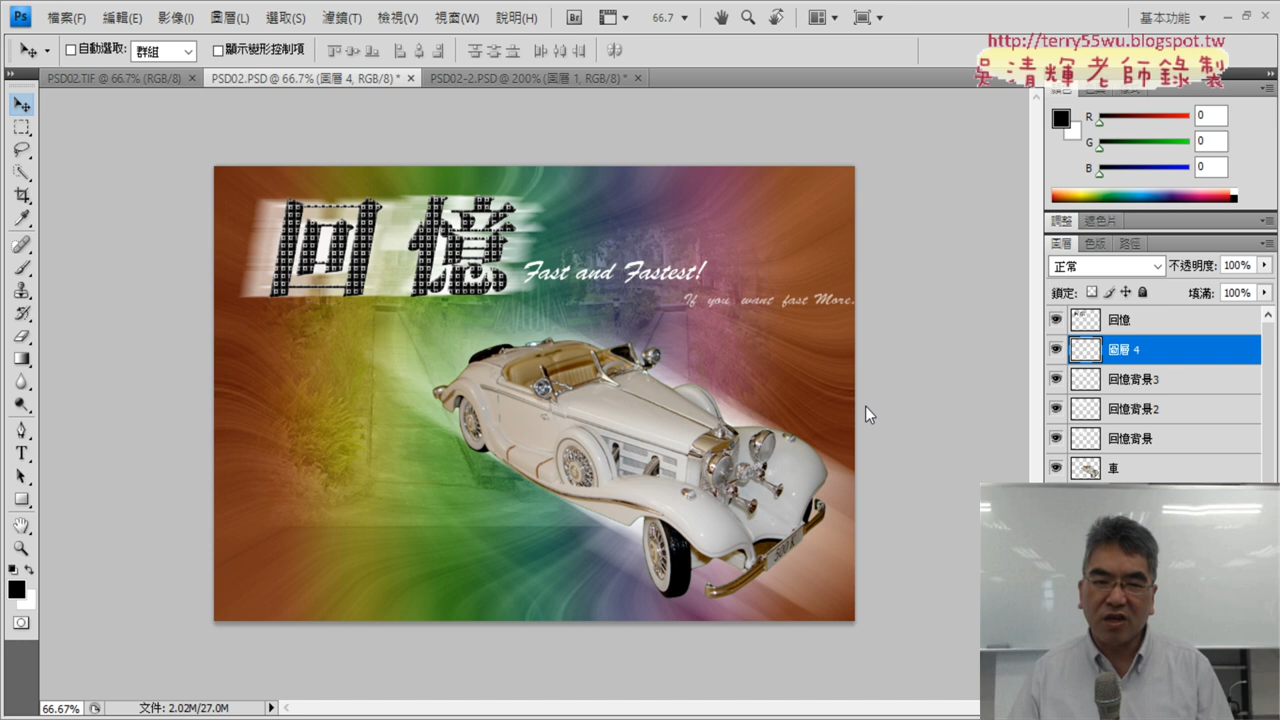 Ps 檔案(F) 編輯(E) 影像(I) 圖層(L) 選取(S) 濾鏡(T) 檢視(V) 視窗(W) 說明(H) Br 66.7 基本功能
自動選取: 群組 顯示變形控制項
http://terry55wu.blogspot.tw
吳清輝老師錄製
PSD02.TIF @ 66.7% (RGB/8) PSD02.PSD @ 66.7% (圖層 4, RGB/8) * PSD02-2.PSD @ 200% (圖層 1, RGB/8) *
R 0
G 0
B 0
調整 遮色片
圖層 色版 路徑
正常 不透明度: 100%
鎖定: 填滿: 100%
回憶
圖層 4
回憶背景3
回憶背景2
回憶背景
車
回憶
Fast and Fastest!
If you want fast More.
500 K
66.67% 文件: 2.02M/27.0M